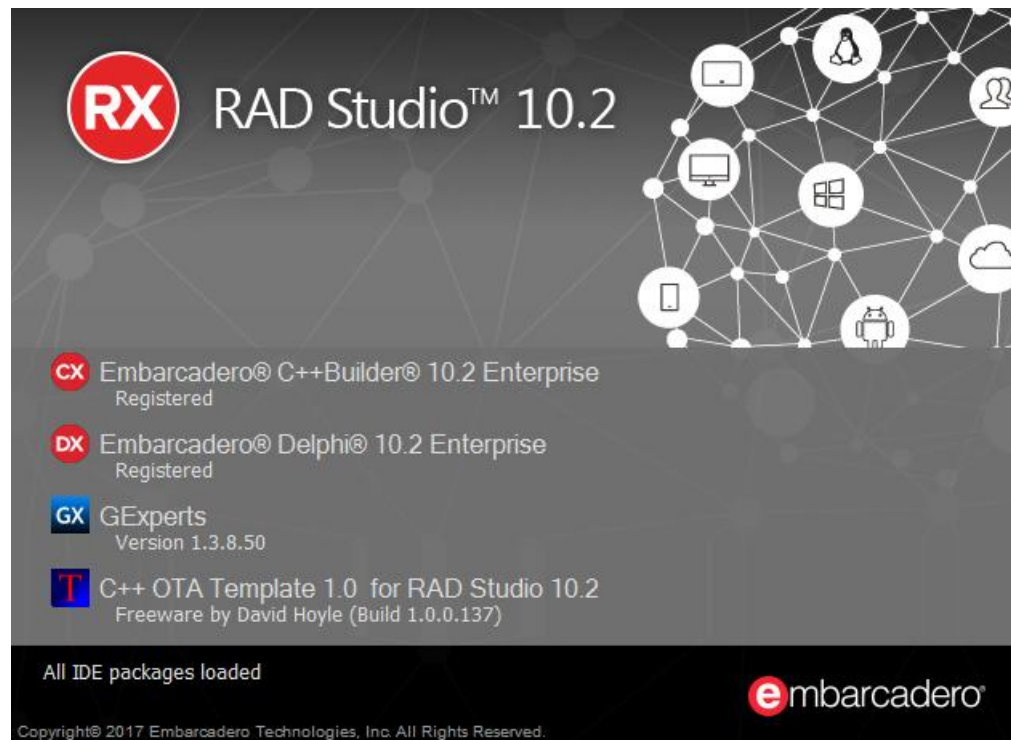 RX RAD Studio™ 10.2
CX Embarcadero® C++Builder® 10.2 Enterprise
Registered
DX Embarcadero® Delphi® 10.2 Enterprise
Registered
GX GExperts
Version 1.3.8.50
T C++ OTA Template 1.0  for RAD Studio 10.2
Freeware by David Hoyle (Build 1.0.0.137)
All IDE packages loaded
embarcadero®
Copyright® 2017 Embarcadero Technologies, Inc. All Rights Reserved.